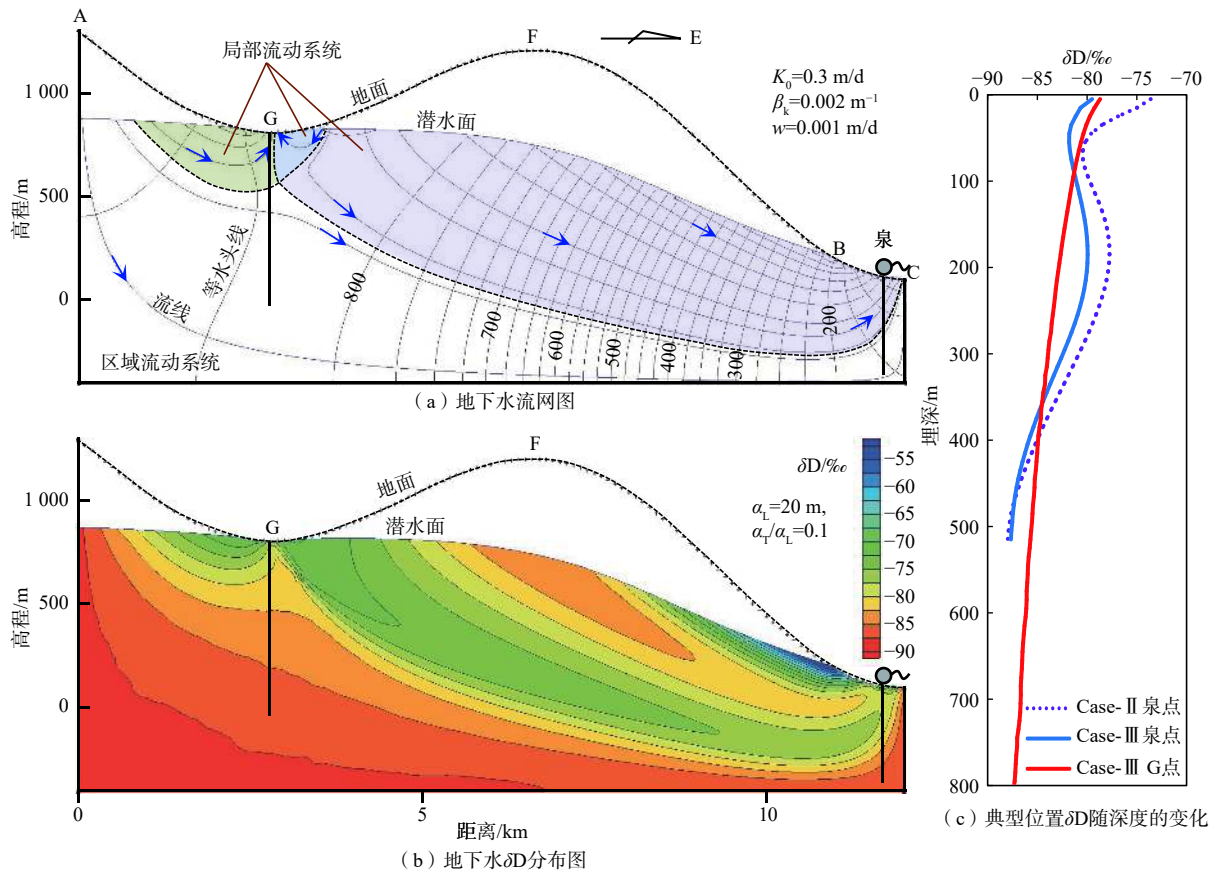 A
F
E
局部流动系统
地面
K₀=0.3 m/d
βₖ=0.002 m⁻¹
w=0.001 m/d
G
潜水面
1 000
500
0
高程/m
B
泉
C
等水头线
流线
800
700
600
500
400
300
200
区域流动系统
(a) 地下水流网图
F
地面
δD/‰
−55
−60
−65
−70
−75
−80
−85
−90
α_L=20 m,
α_T/α_L=0.1
G
潜水面
1 000
500
0
高程/m
0
5
10
距离/km
(b) 地下水δD分布图
δD/‰
−90
−85
−80
−75
−70
0
100
200
300
400
500
600
700
800
埋深/m
Case-Ⅱ 泉点
Case-Ⅲ 泉点
Case-Ⅲ G点
(c) 典型位置δD随深度的变化